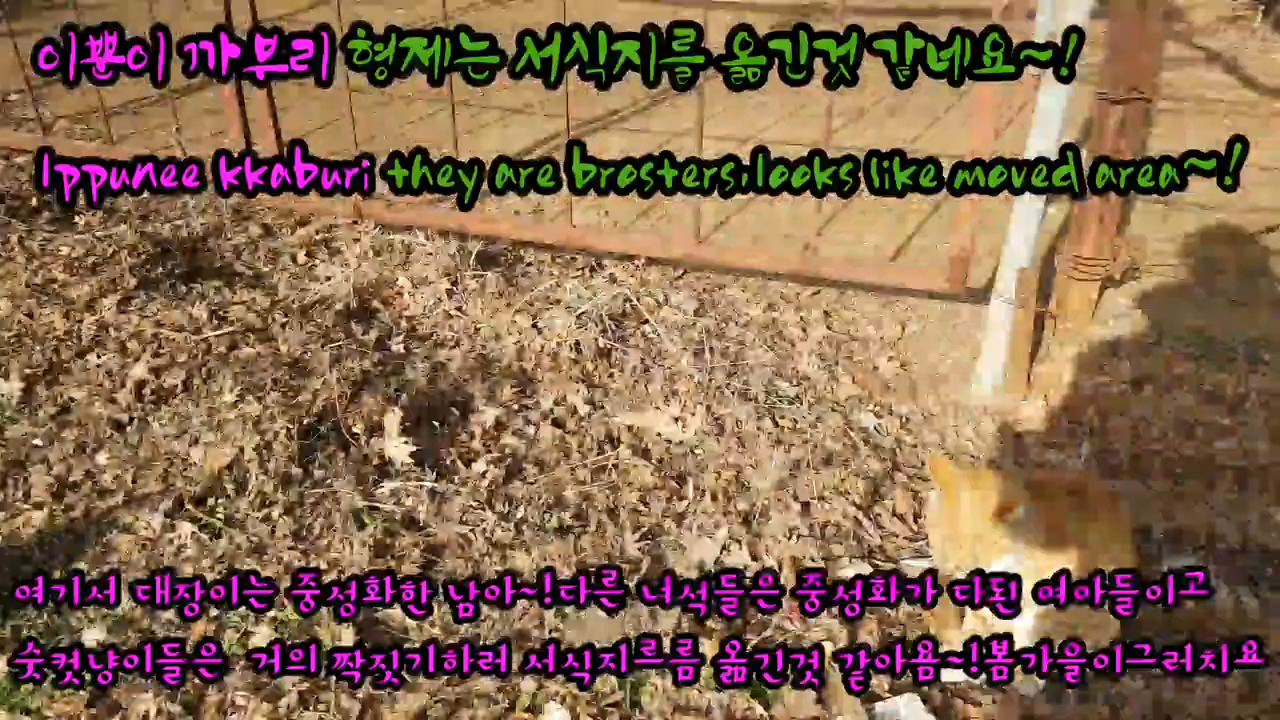 이쁜이 까부리 형제는 서식지를 옮긴것 같네요~!
Ippunee kkaburi they are brosters,looks like moved area~!
여기서 대장이는 중성화한 남아~!다른 녀석들은 중성화가 다된 여아들이고
숫컷냥이들은 거의 짝짓기하러 서식지르름 옮긴것 같아욤~!봄가을이그러치요